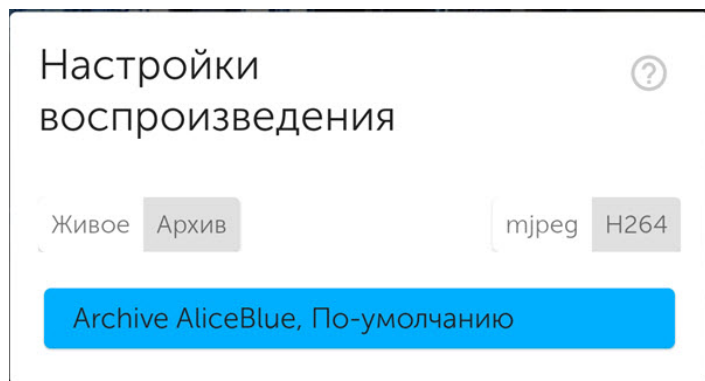 Настройки
воспроизведения
Живое Архив mjpeg H264
Archive AliceBlue, По-умолчанию